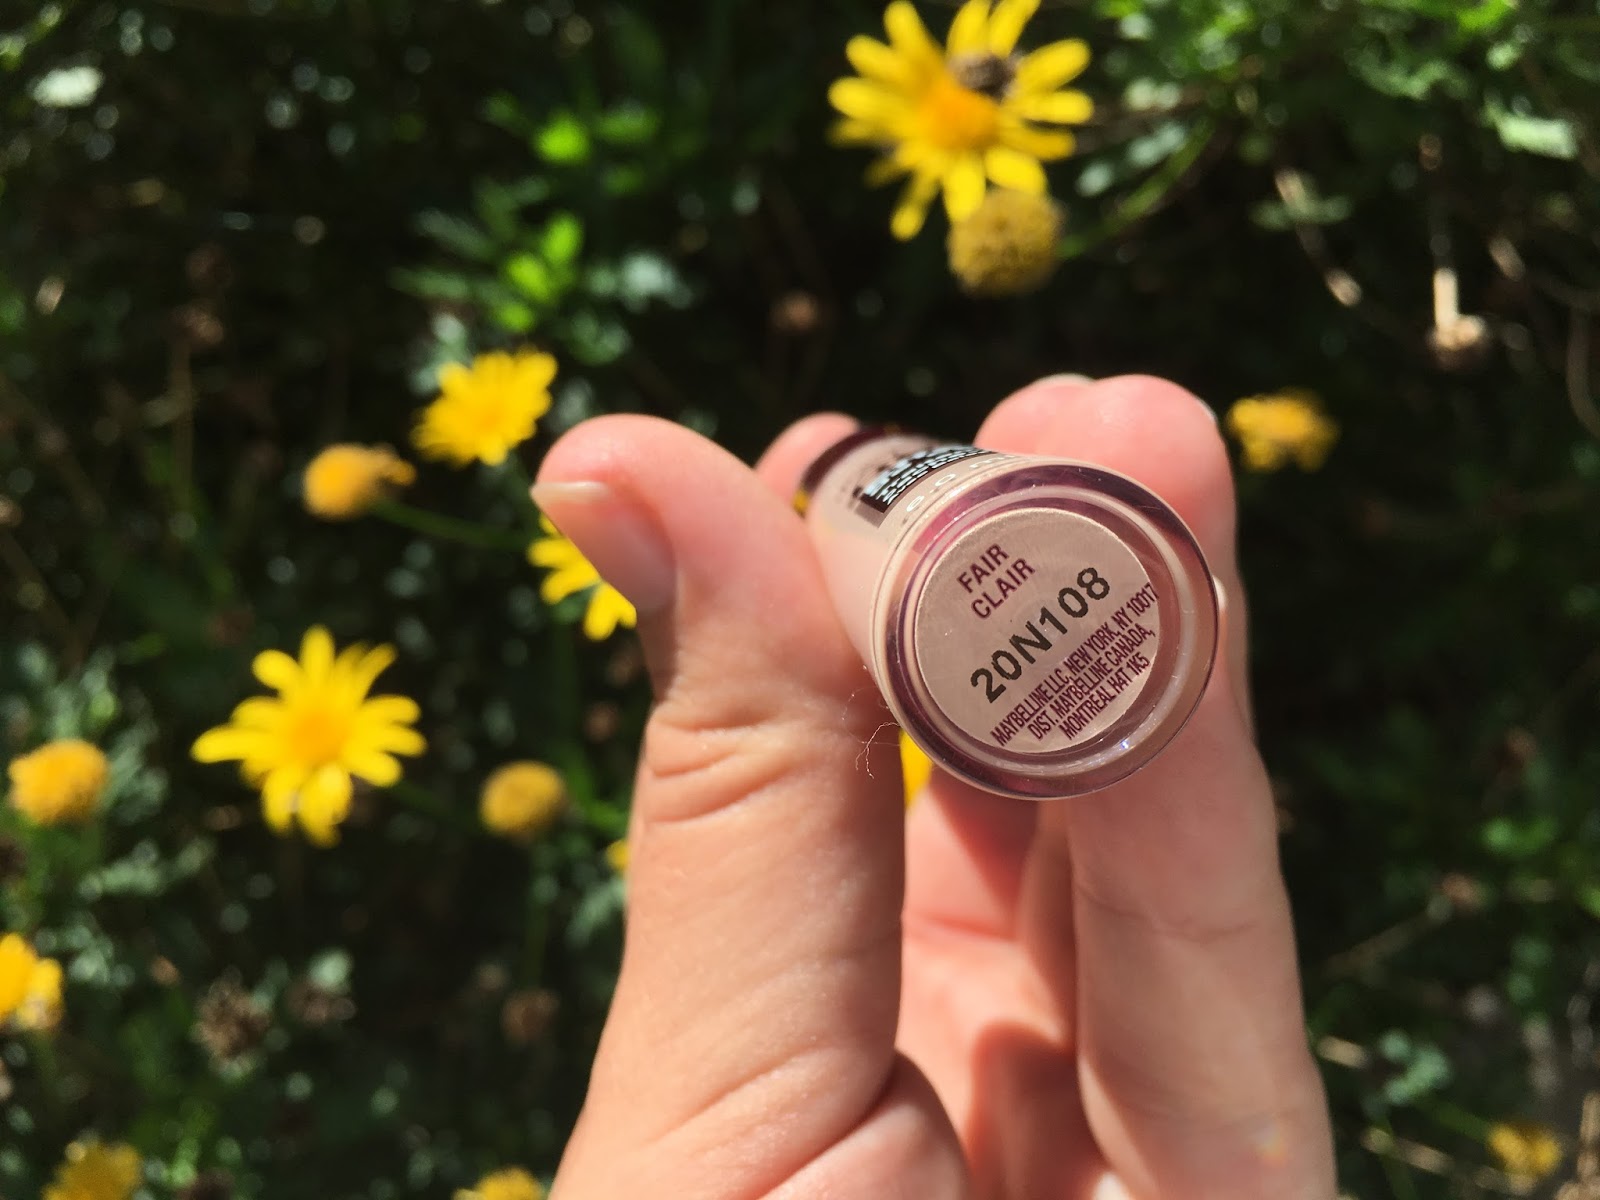 FAIR
CLAIR
20N108
MAYBELLINE LLC, NEW YORK, NY 10017
DIST. MAYBELLINE CANADA,
MONTREAL H4T 1K5